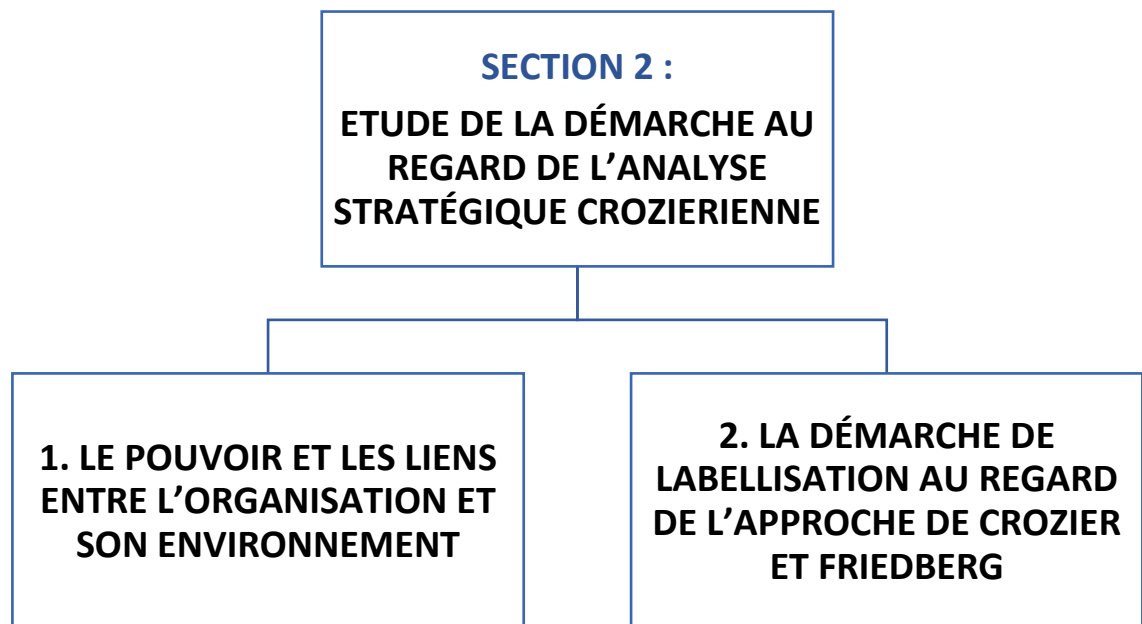 SECTION 2 :
ETUDE DE LA DÉMARCHE AU
REGARD DE L’ANALYSE
STRATÉGIQUE CROZIERIENNE
1. LE POUVOIR ET LES LIENS
ENTRE L’ORGANISATION ET
SON ENVIRONNEMENT
2. LA DÉMARCHE DE
LABELLISATION AU REGARD
DE L’APPROCHE DE CROZIER
ET FRIEDBERG